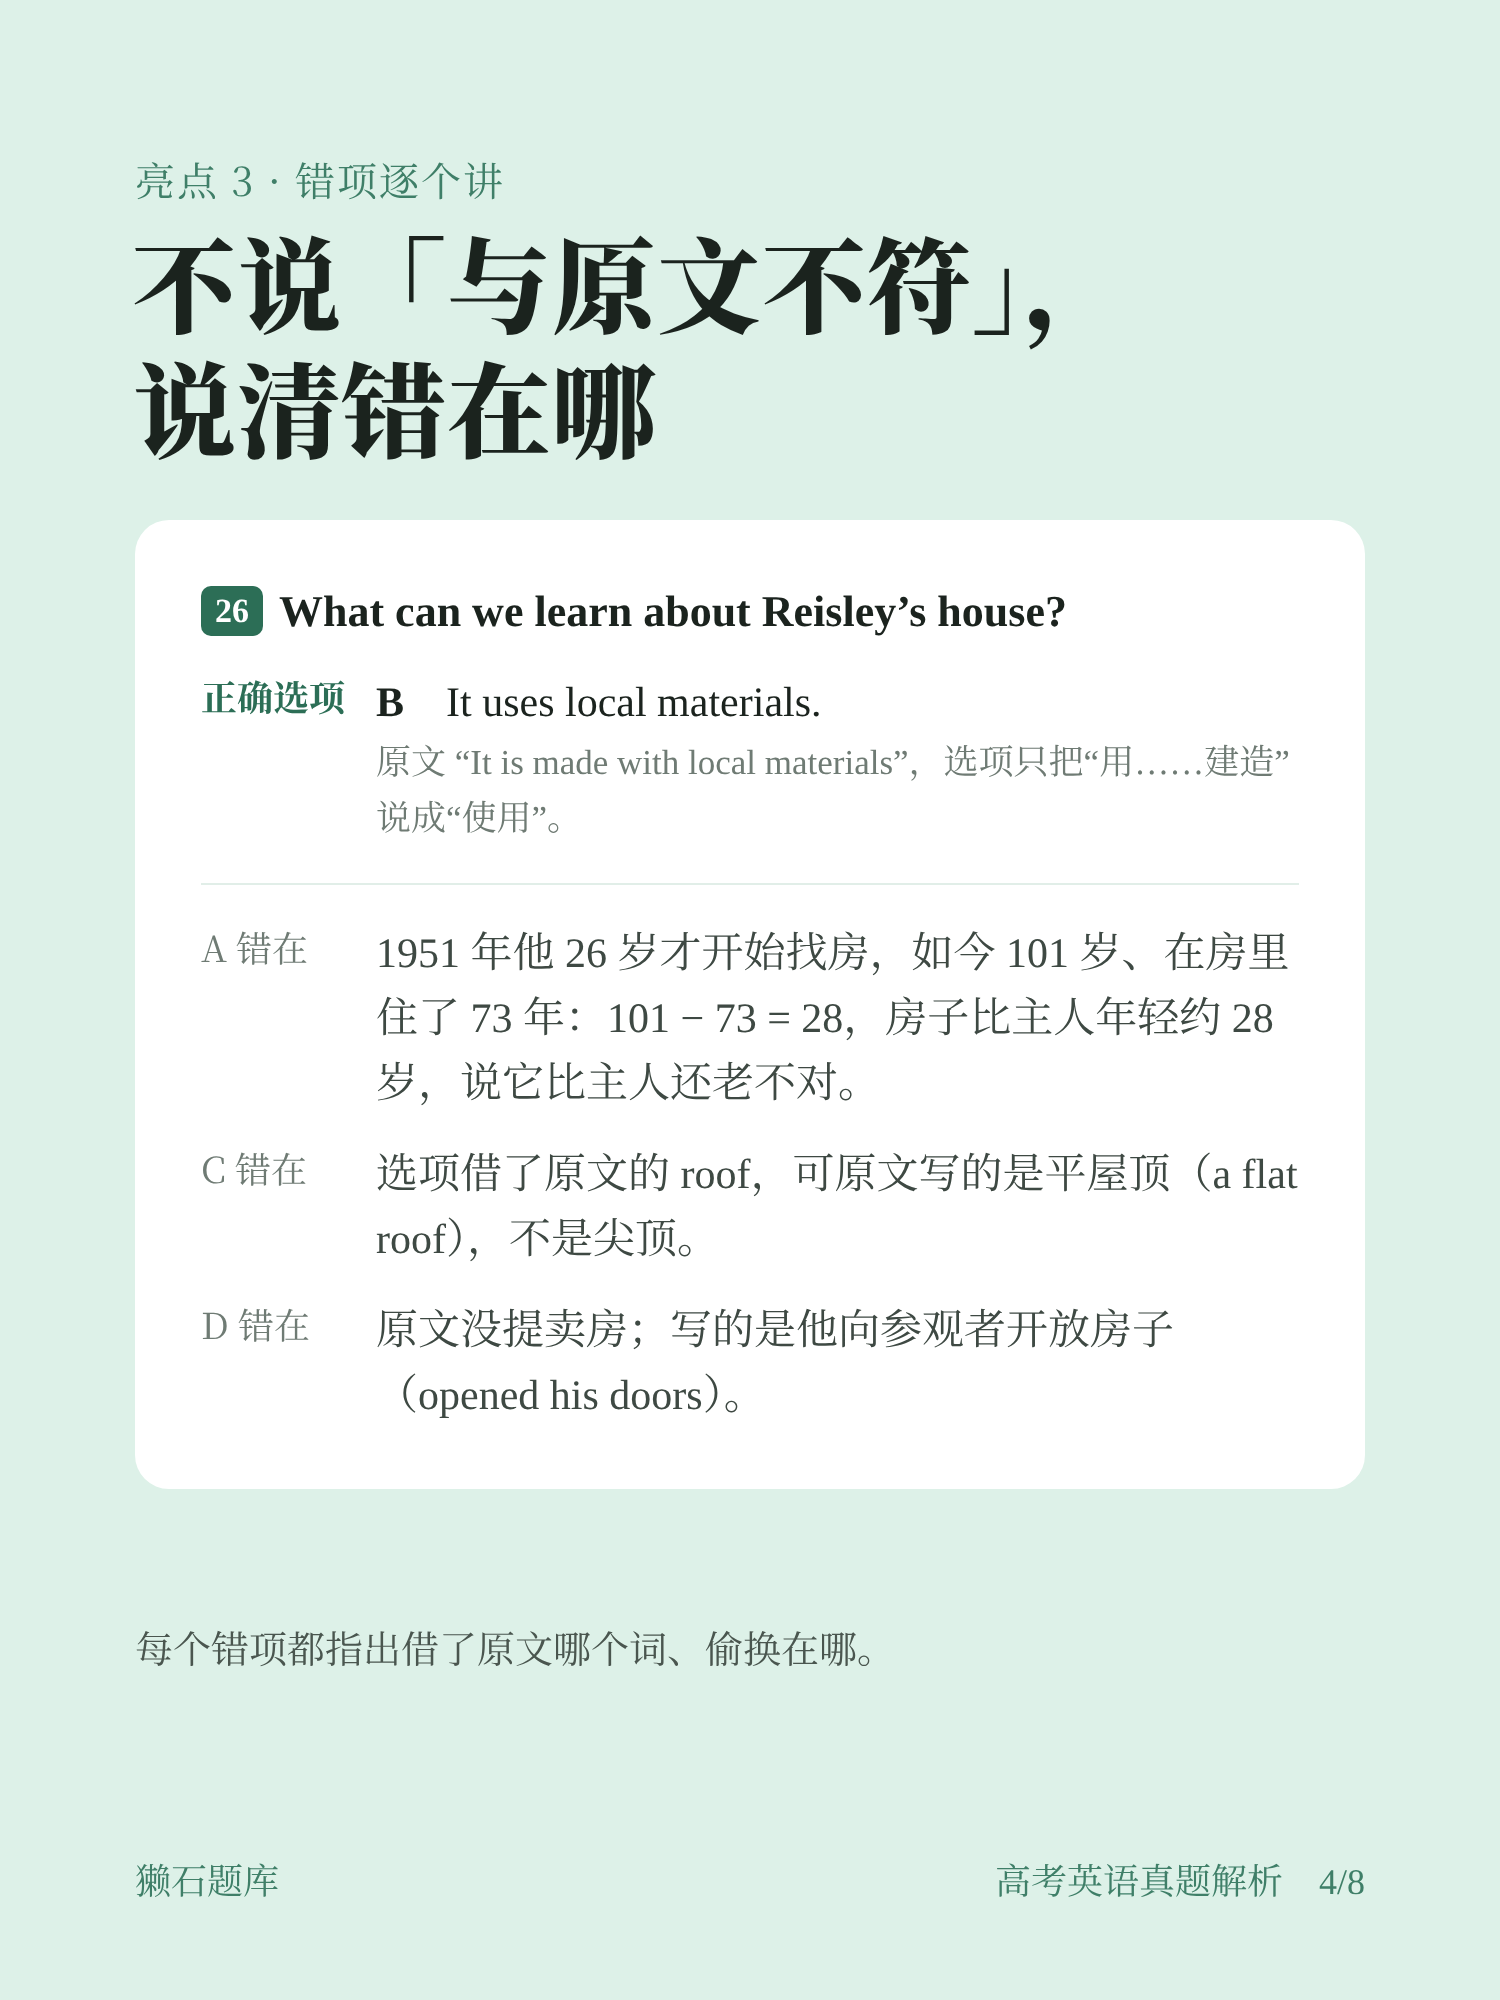 亮点 3 · 错项逐个讲
不说「与原文不符」，
说清错在哪
26 What can we learn about Reisley’s house?
正确选项 B It uses local materials.
原文 “It is made with local materials”，选项只把“用……建造”
说成“使用”。
A 错在 1951 年他 26 岁才开始找房，如今 101 岁、在房里
住了 73 年：101 − 73 = 28，房子比主人年轻约 28
岁，说它比主人还老不对。
C 错在 选项借了原文的 roof，可原文写的是平屋顶（a flat
roof），不是尖顶。
D 错在 原文没提卖房；写的是他向参观者开放房子
（opened his doors）。
每个错项都指出借了原文哪个词、偷换在哪。
獭石题库
高考英语真题解析 4/8